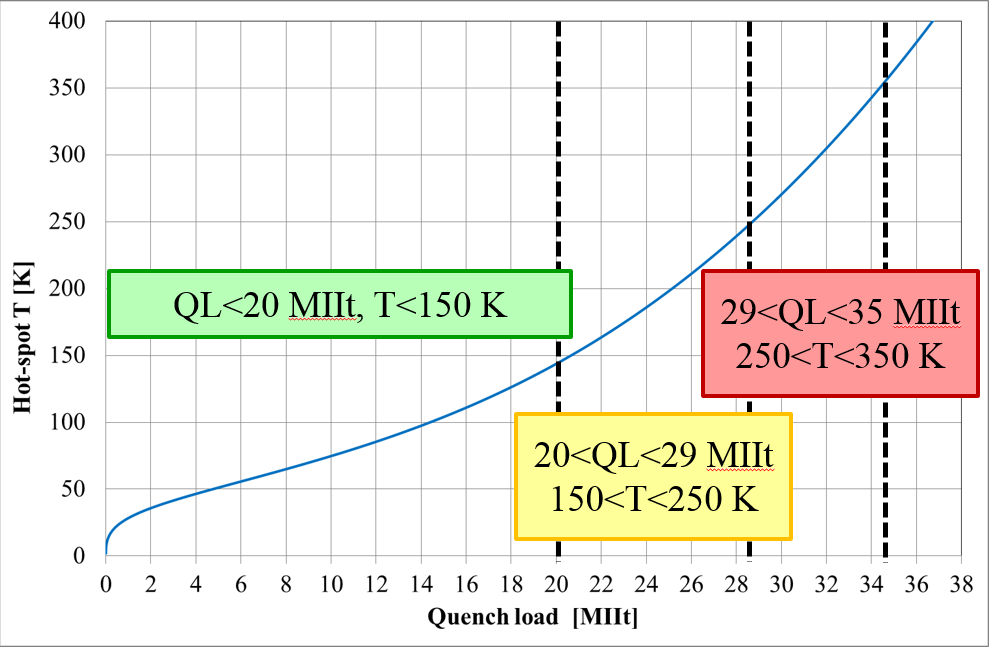 400
350
300
250
200
150
100
50
0
Hot-spot T [K]
QL<20 MIIt, T<150 K
29<QL<35 MIIt
250<T<350 K
20<QL<29 MIIt
150<T<250 K
0 2 4 6 8 10 12 14 16 18 20 22 24 26 28 30 32 34 36 38
Quench load [MIIt]